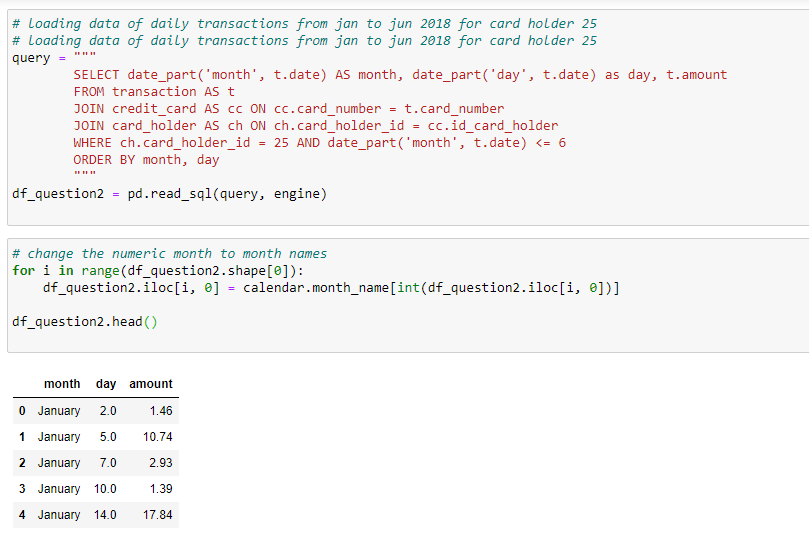 # loading data of daily transactions from jan to jun 2018 for card holder 25
# loading data of daily transactions from jan to jun 2018 for card holder 25
query = """
        SELECT date_part('month', t.date) AS month, date_part('day', t.date) as day, t.amount
        FROM transaction AS t
        JOIN credit_card AS cc ON cc.card_number = t.card_number
        JOIN card_holder AS ch ON ch.card_holder_id = cc.id_card_holder
        WHERE ch.card_holder_id = 25 AND date_part('month', t.date) <= 6
        ORDER BY month, day
        """
df_question2 = pd.read_sql(query, engine)
# change the numeric month to month names
for i in range(df_question2.shape[0]):
    df_question2.iloc[i, 0] = calendar.month_name[int(df_question2.iloc[i, 0])]
df_question2.head()
month day amount
0 January 2.0 1.46
1 January 5.0 10.74
2 January 7.0 2.93
3 January 10.0 1.39
4 January 14.0 17.84